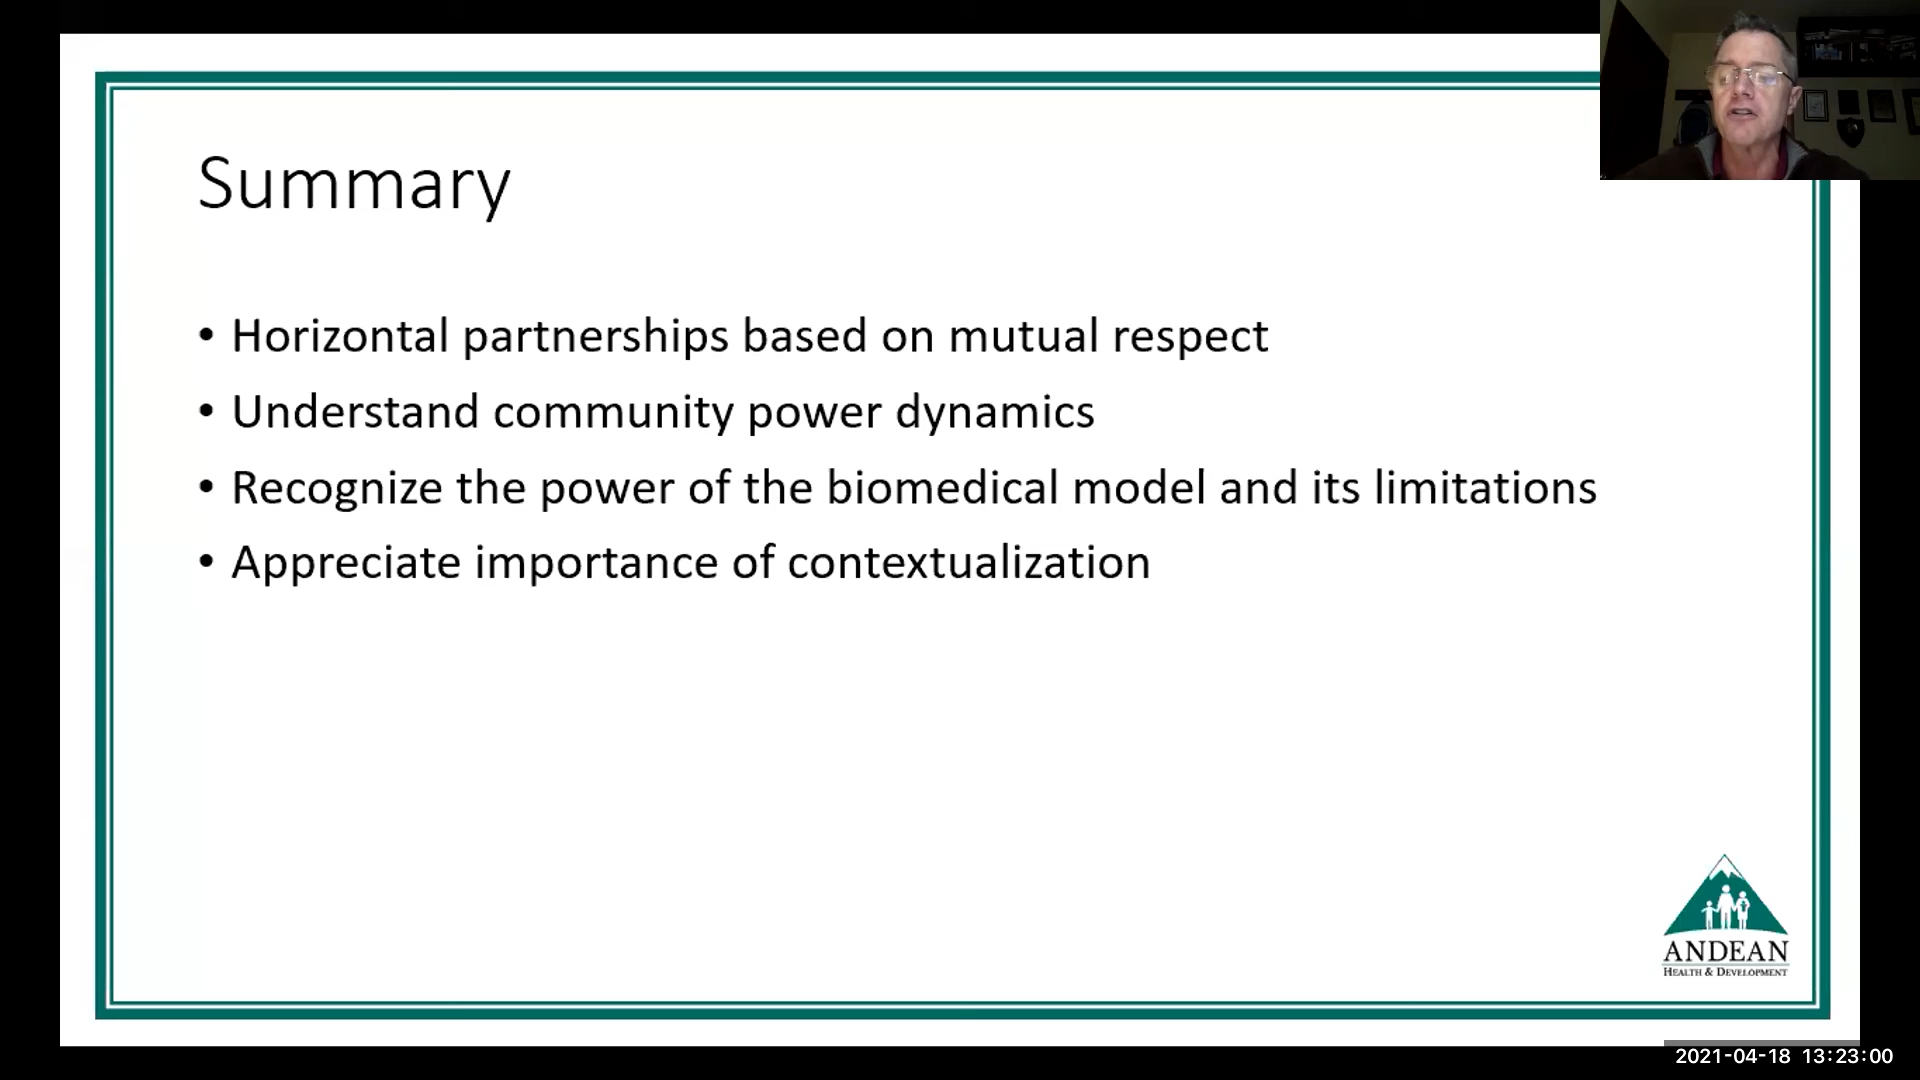 Summary
• Horizontal partnerships based on mutual respect
• Understand community power dynamics
• Recognize the power of the biomedical model and its limitations
• Appreciate importance of contextualization
ANDEAN
HEALTH & DEVELOPMENT
2021-04-18 13:23:00